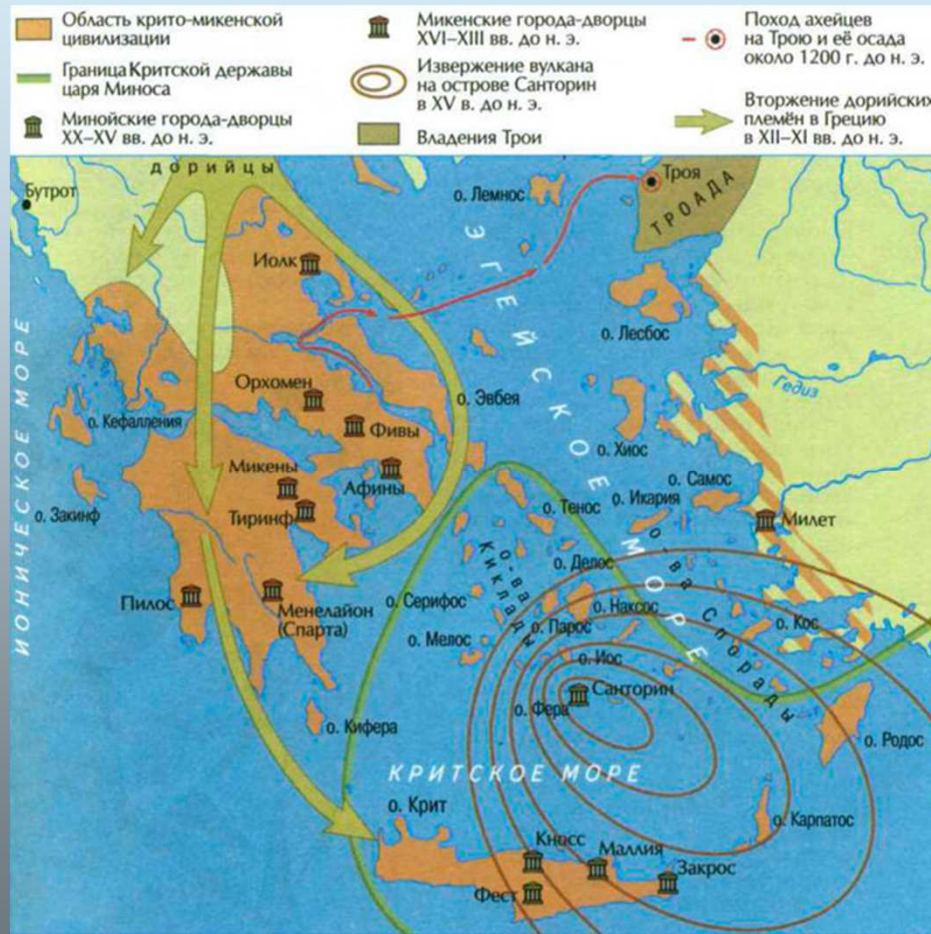 Область крито-микенской
цивилизации
Граница Критской державы
царя Миноса
Минойские города-дворцы
XX–XV вв. до н. э.
Микенские города-дворцы
XVI–XIII вв. до н. э.
Извержение вулкана
на острове Санторин
в XV в. до н. э.
Владения Трои
Поход ахейцев
на Трою и её осада
около 1200 г. до н. э.
Вторжение дорийских
племён в Грецию
в XII–XI вв. до н. э.
дорийцы
Бутрот
о. Лемнос
Троя
ТРОАДА
Иолк
ЭГЕЙСКОЕ МОРЕ
о. Лесбос
ИОНИЧЕСКОЕ МОРЕ
Орхомен
о. Эвбея
Гедиз
о. Кефалления
Фивы
о. Хиос
Микены
Афины
о. Самос
о. Закинф
Тиринф
о. Тенос
о. Икария
Милет
о. Делос
о-ва Киклады
о-ва Спорады
Пилос
Менелайон
(Спарта)
о. Серифос
о. Наксос
о. Парос
о. Кос
о. Мелос
о. Иос
Санторин
о. Фера
о. Кифера
о. Родос
КРИТСКОЕ МОРЕ
о. Крит
о. Карпатос
Кносс
Маллия
Закрос
Фест